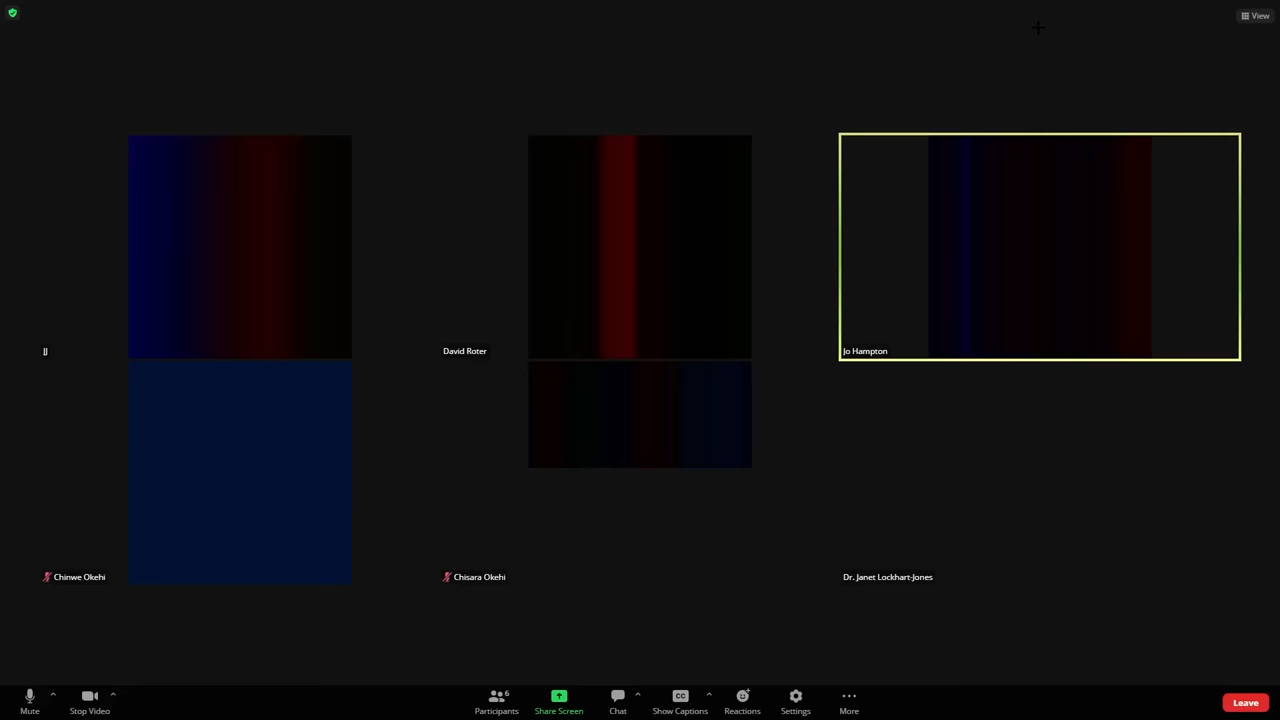 View
JJ
David Roter
Jo Hampton
Chinwe Okehi
Chisara Okehi
Dr. Janet Lockhart-Jones
Mute
Stop Video
Participants
6
Share Screen
Chat
CC
Show Captions
Reactions
Settings
More
Leave